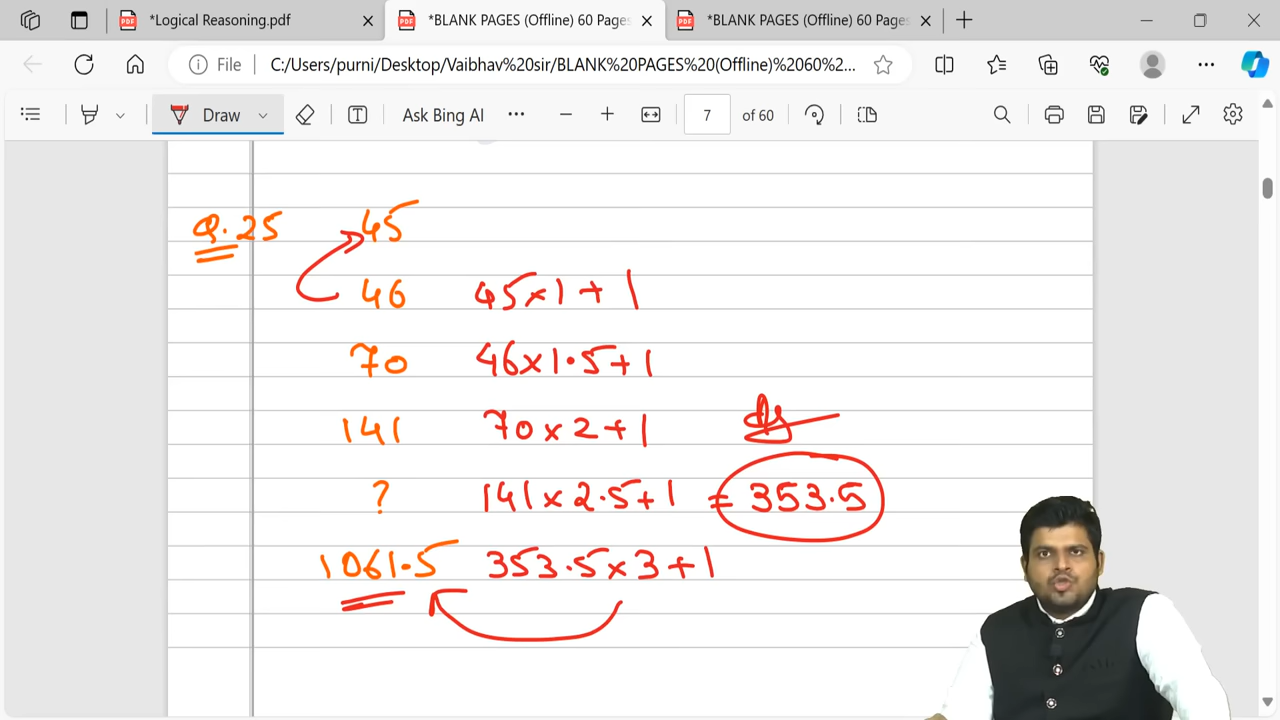 *Logical Reasoning.pdf
*BLANK PAGES (Offline) 60 Pages
*BLANK PAGES (Offline) 60 Pages
File C:/Users/purni/Desktop/Vaibhav%20sir/BLANK%20PAGES%20(Offline)%2060%2...
Draw Ask Bing AI 7 of 60
Q.25 45
46 45×1+1
70 46×1.5+1
141 70×2+1
Ans
? 141×2.5+1 = 353.5
1061.5 353.5×3+1